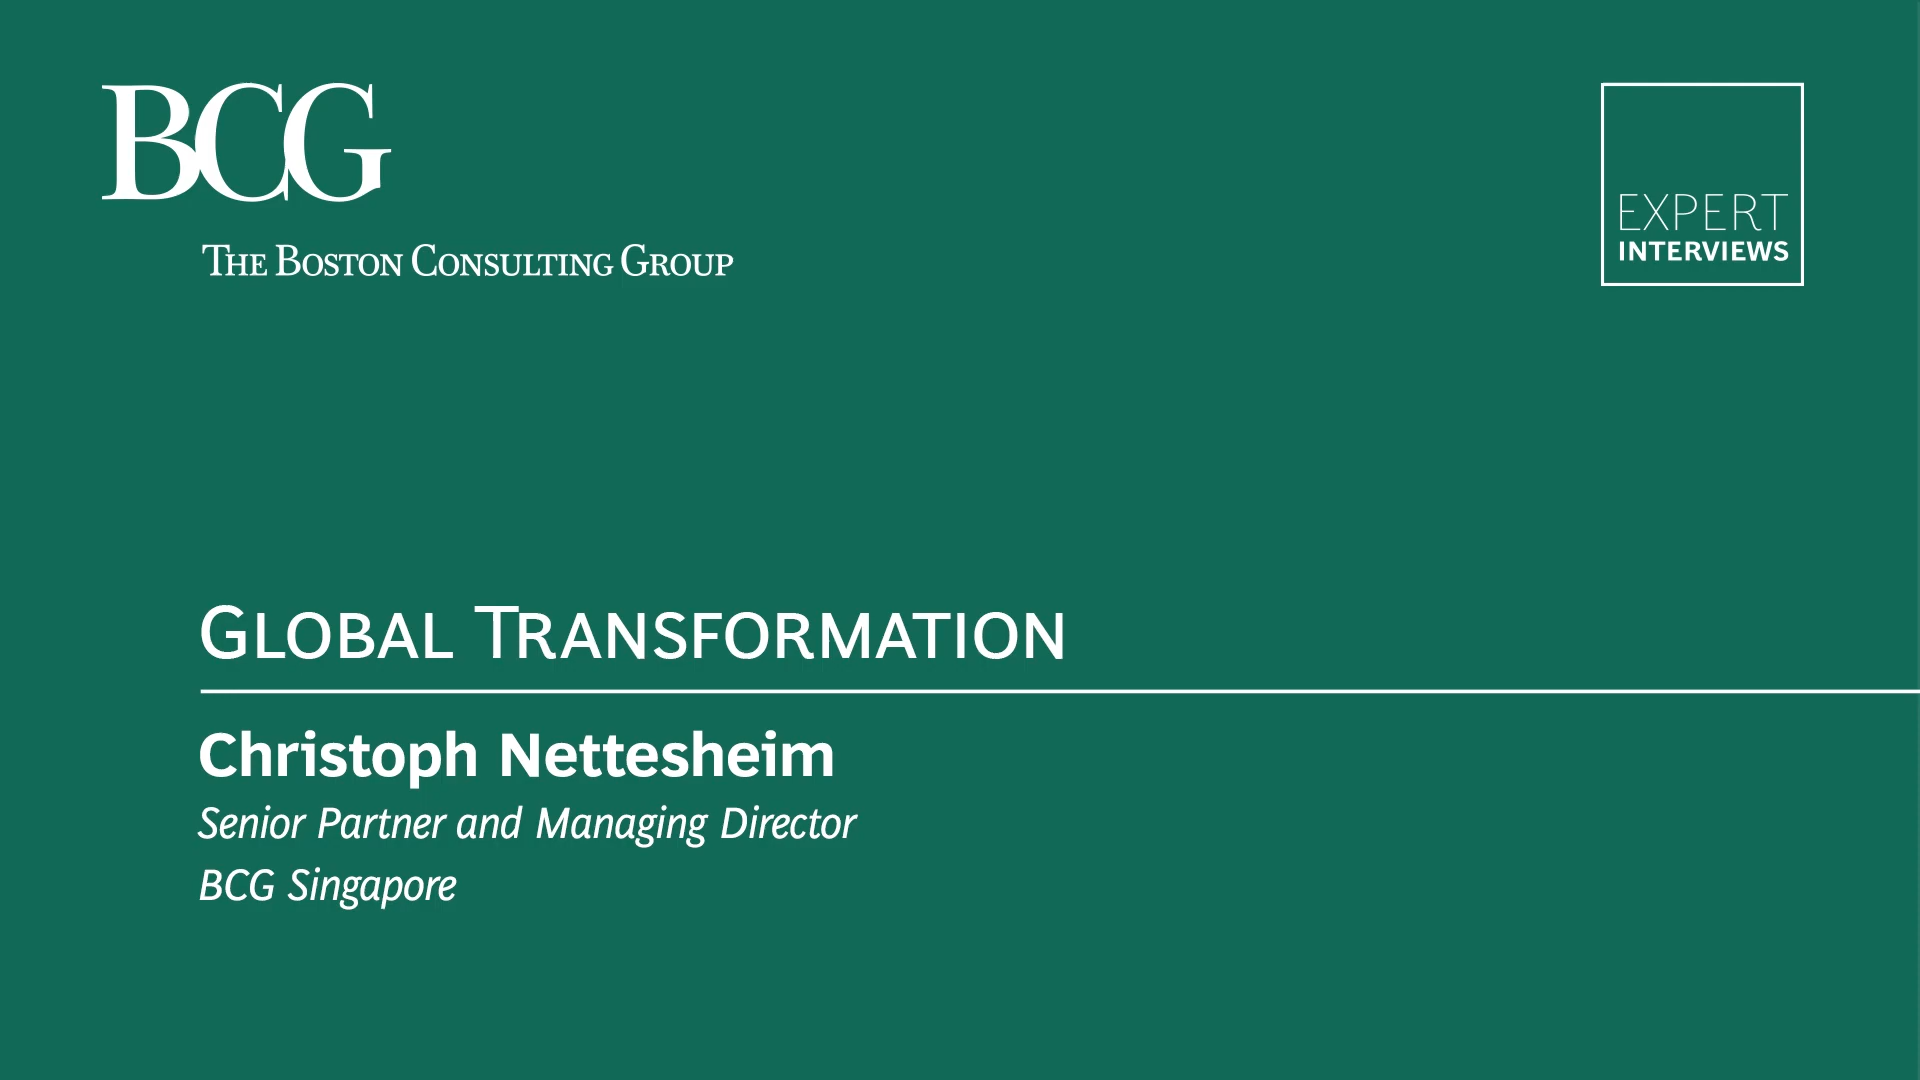 BCG
THE BOSTON CONSULTING GROUP
EXPERT
INTERVIEWS
GLOBAL TRANSFORMATION
Christoph Nettesheim
Senior Partner and Managing Director
BCG Singapore